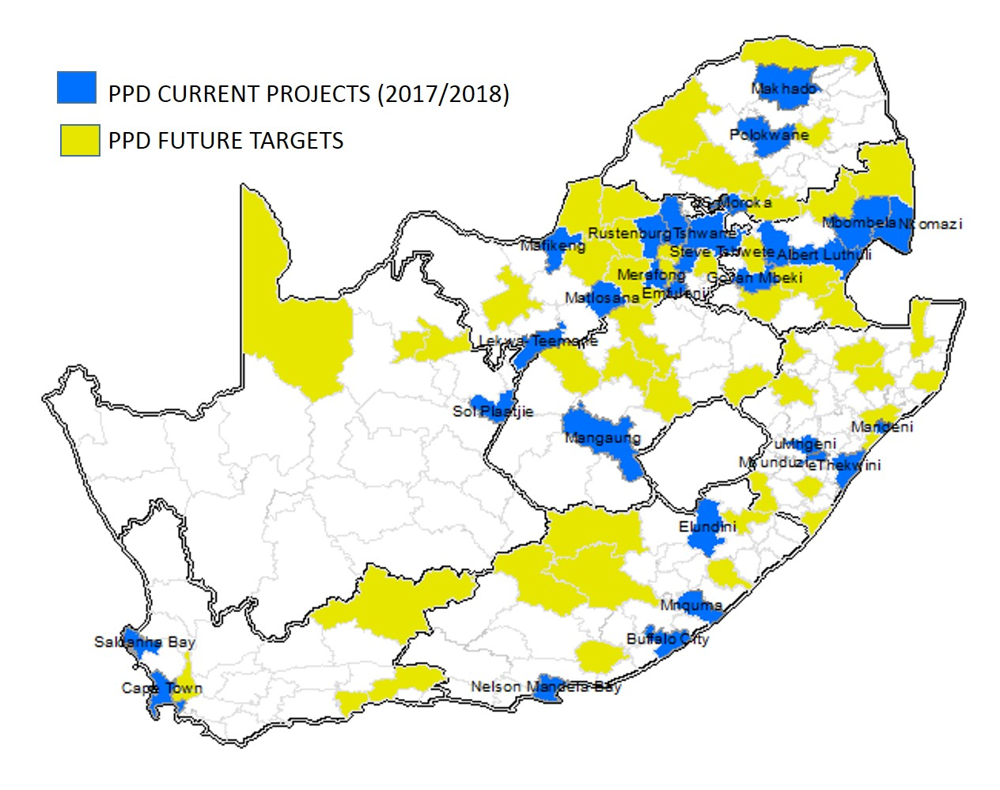 PPD CURRENT PROJECTS (2017/2018)
PPD FUTURE TARGETS
Makhado
Polokwane
JS Moroka
Mbombela
Nkomazi
Rustenburg
Tshwane
Mafikeng
Steve Tshwete
Albert Luthuli
Merafong
Govan Mbeki
Matlosana
Emfuleni
Lekwa-Teemane
Sol Plaatjie
Mangaung
Mandeni
uMngeni
Msunduzi
eThekwini
Elundini
Mnquma
Buffalo City
Saldanha Bay
Cape Town
Nelson Mandela Bay